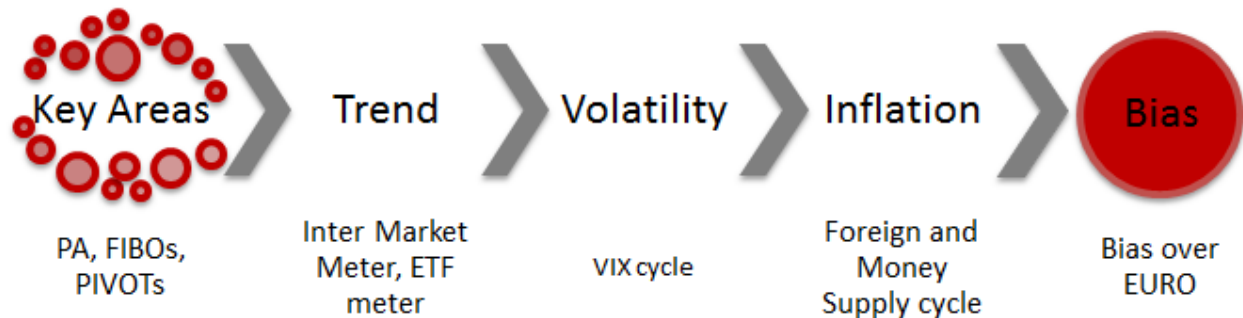 Key Areas
Trend
Volatility
Inflation
Bias
PA, FIBOs,
PIVOTs
Inter Market
Meter, ETF
meter
VIX cycle
Foreign and
Money
Supply cycle
Bias over
EURO